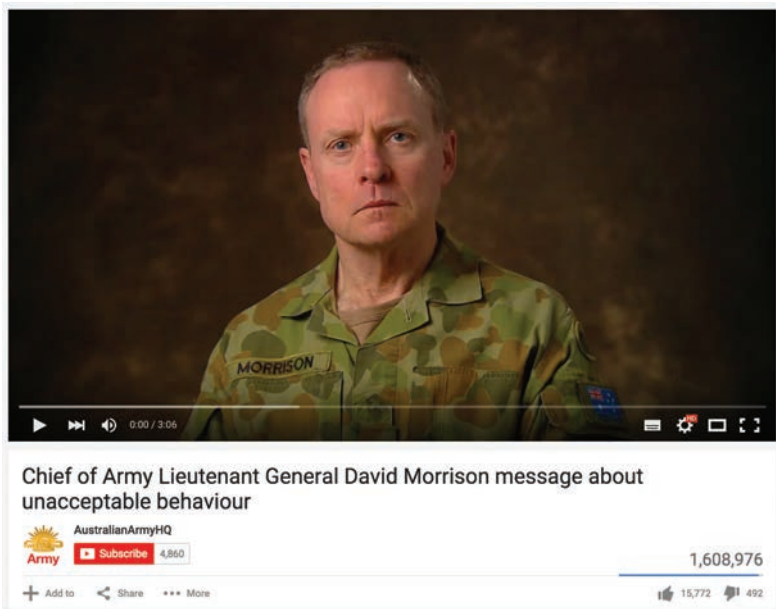 MORRISON
0:00 / 3:06
HD
Chief of Army Lieutenant General David Morrison message about
unacceptable behaviour
AustralianArmyHQ
Army
Subscribe 4,860
1,608,976
Add to Share More
15,772 492